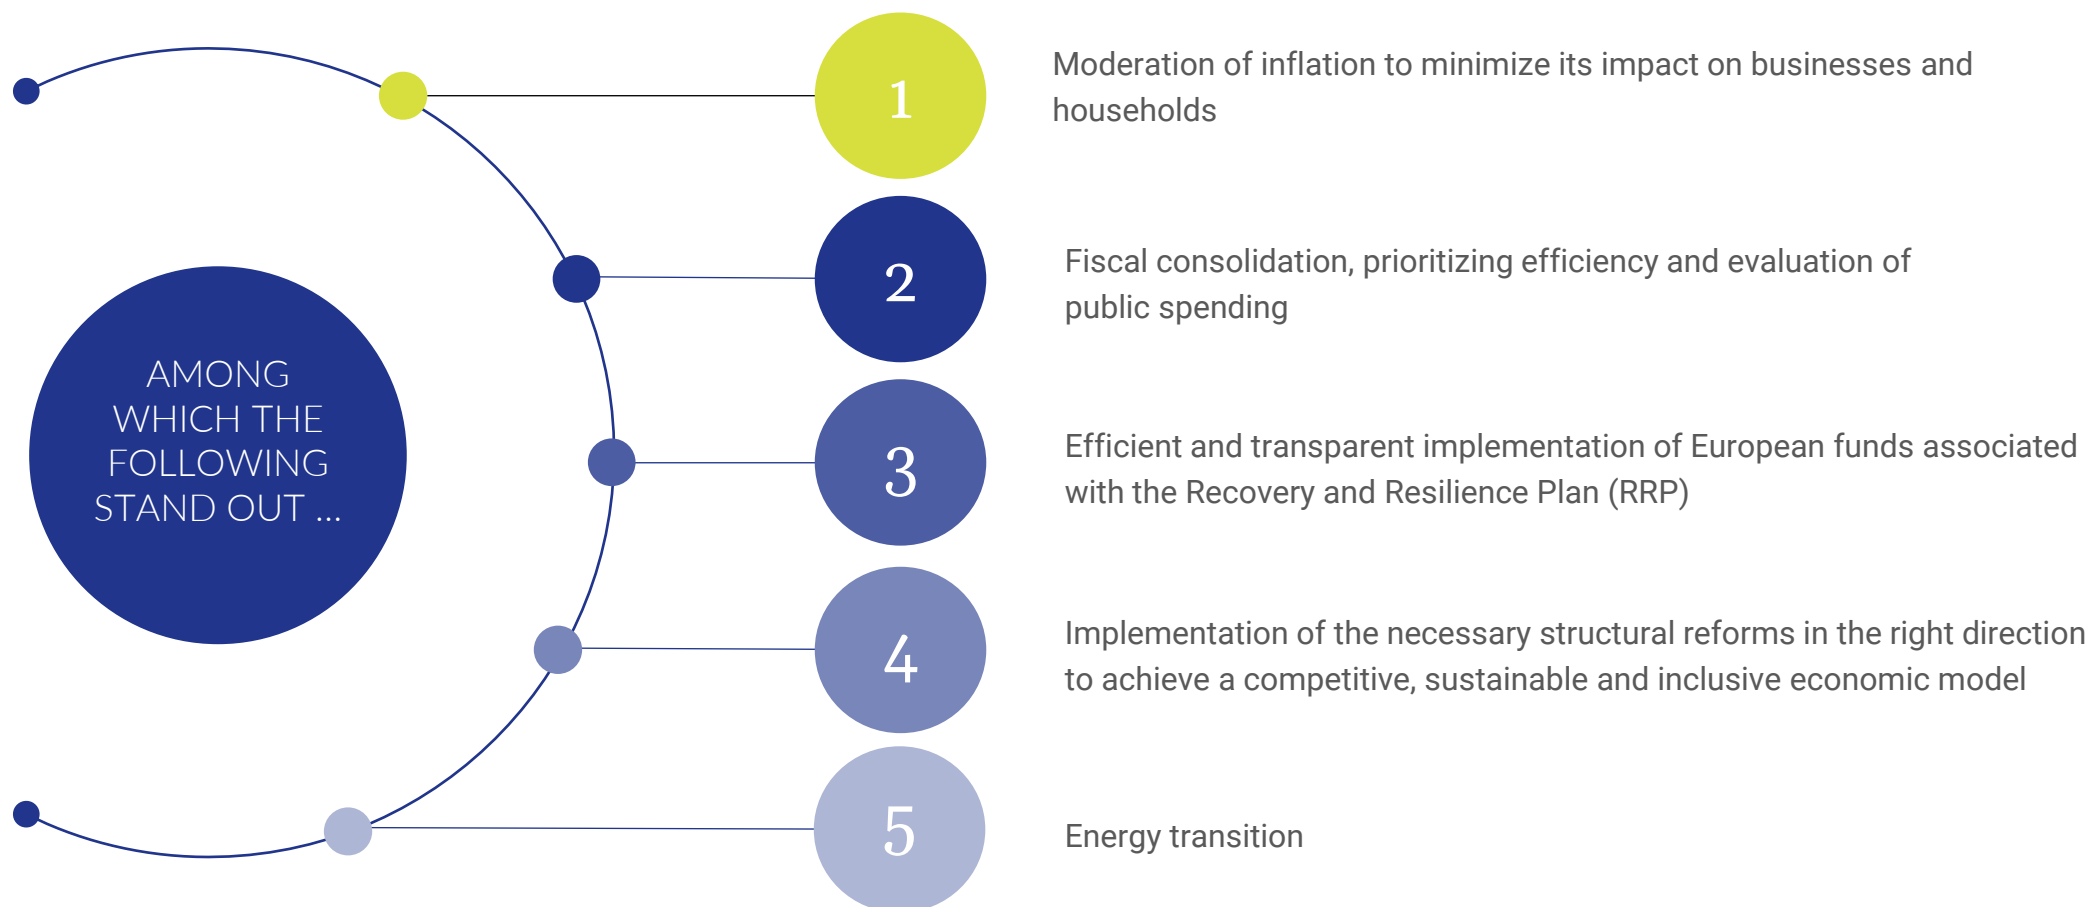 AMONG
WHICH THE
FOLLOWING
STAND OUT ...
1
Moderation of inflation to minimize its impact on businesses and
households
2
Fiscal consolidation, prioritizing efficiency and evaluation of
public spending
3
Efficient and transparent implementation of European funds associated
with the Recovery and Resilience Plan (RRP)
4
Implementation of the necessary structural reforms in the right direction
to achieve a competitive, sustainable and inclusive economic model
5
Energy transition